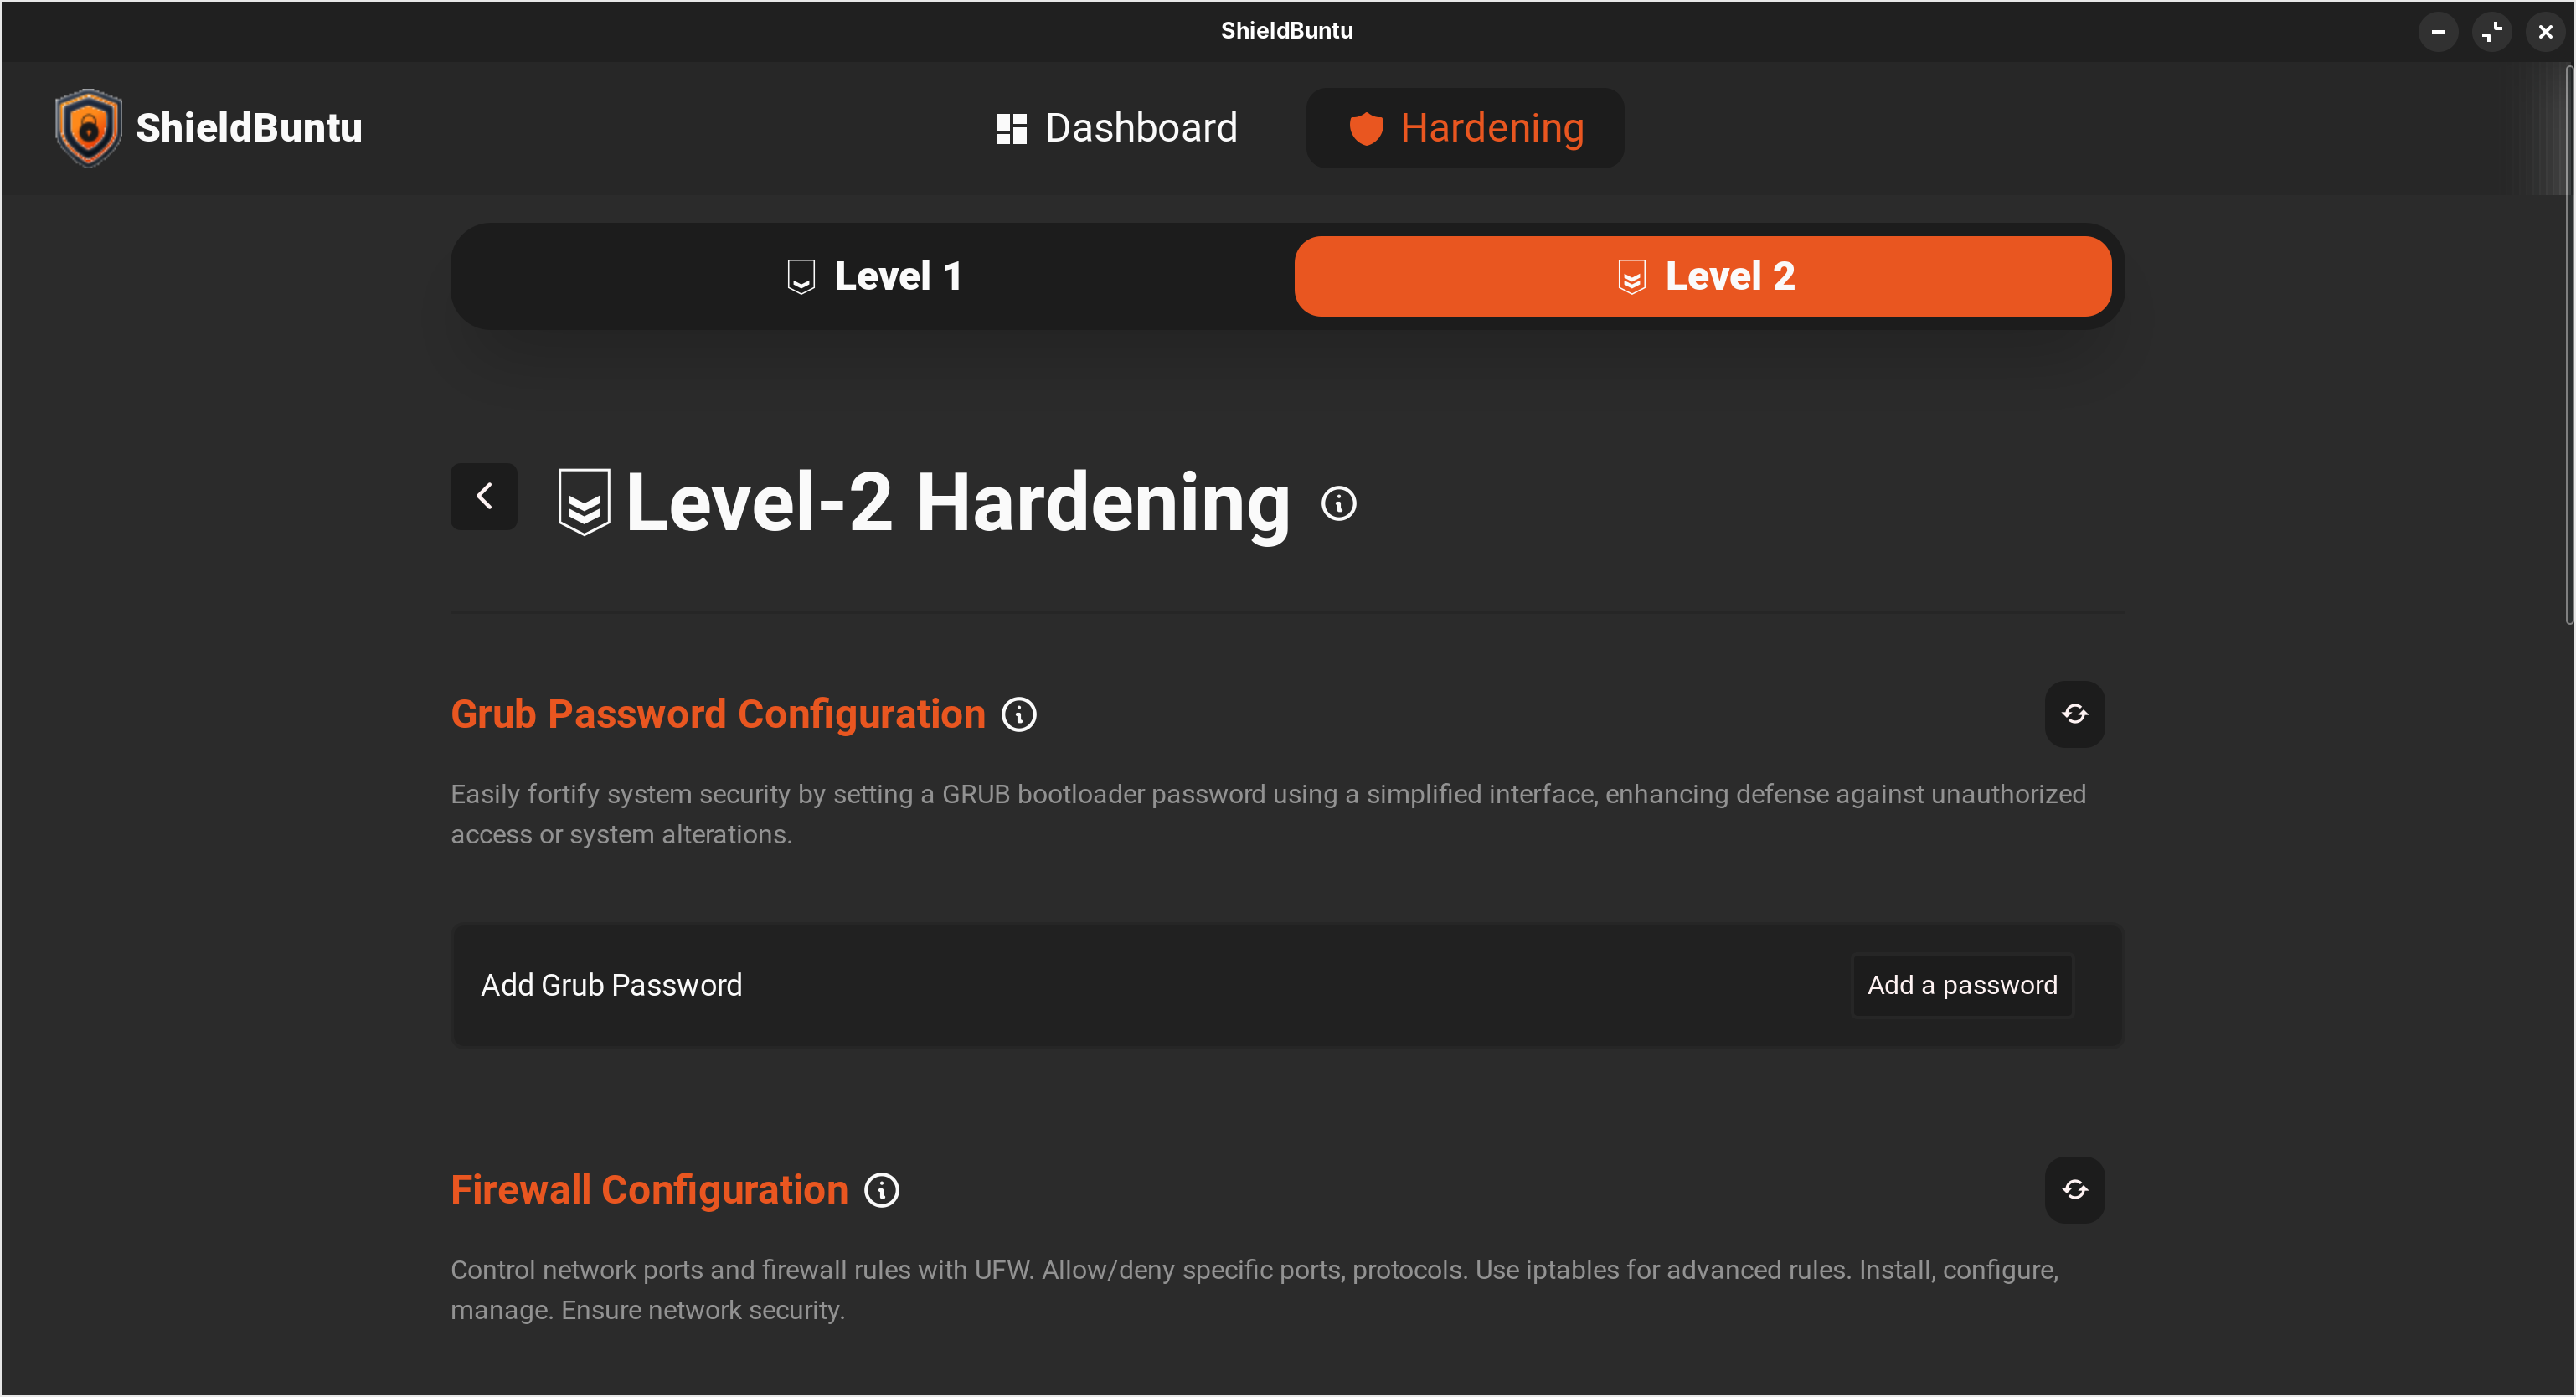 ShieldBuntu
ShieldBuntu
Dashboard
Hardening
Level 1
Level 2
Level-2 Hardening
Grub Password Configuration
Easily fortify system security by setting a GRUB bootloader password using a simplified interface, enhancing defense against unauthorized
access or system alterations.
Add Grub Password
Add a password
Firewall Configuration
Control network ports and firewall rules with UFW. Allow/deny specific ports, protocols. Use iptables for advanced rules. Install, configure,
manage. Ensure network security.